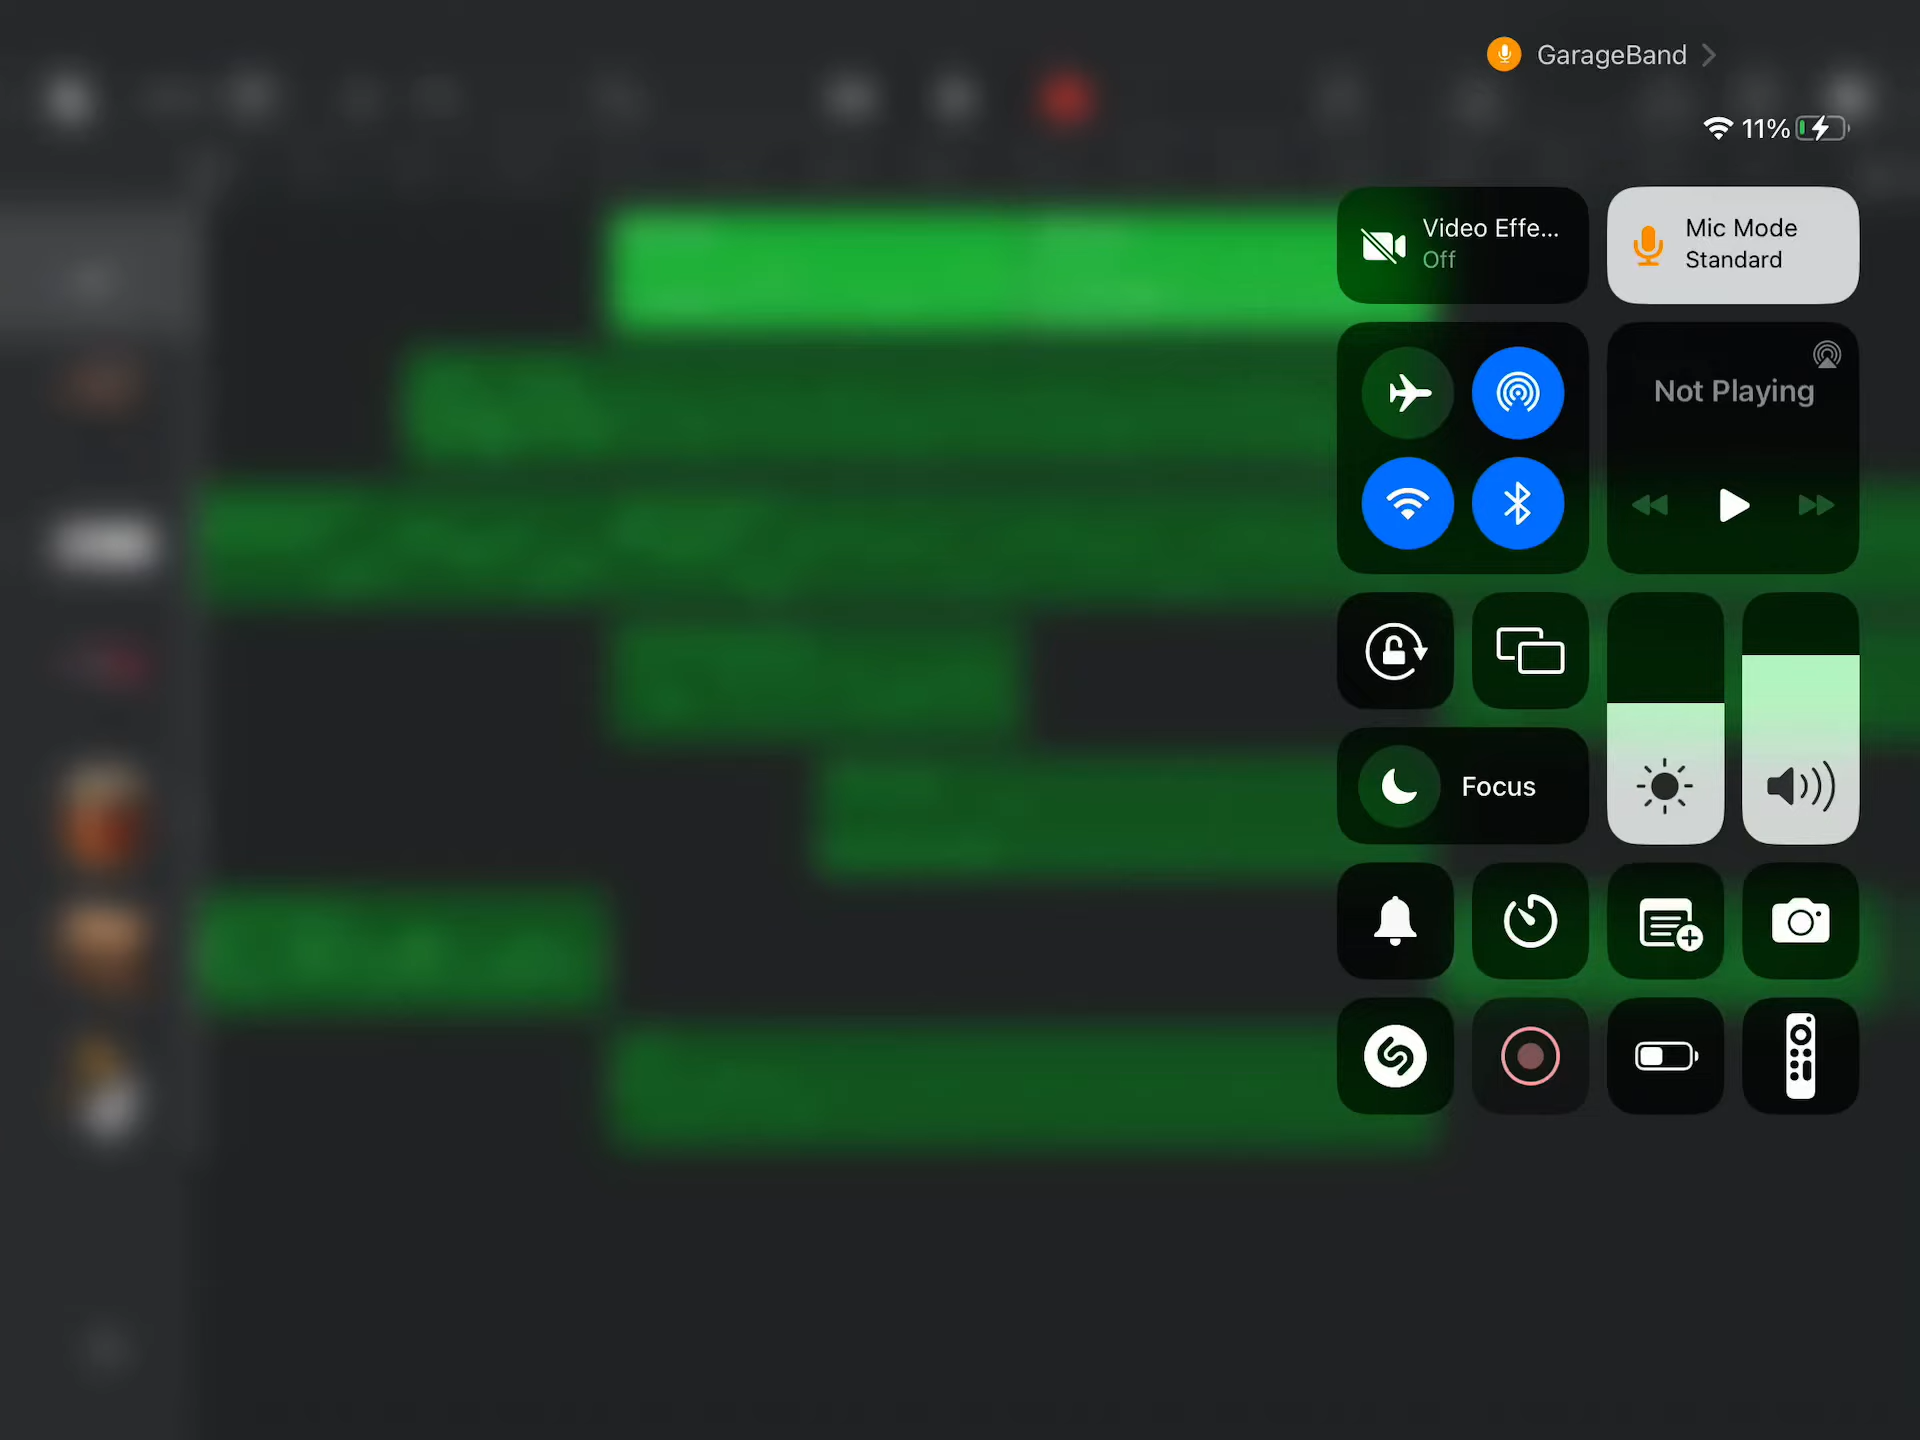 GarageBand
11%
Video Effe...
Off
Mic Mode
Standard
Not Playing
Focus